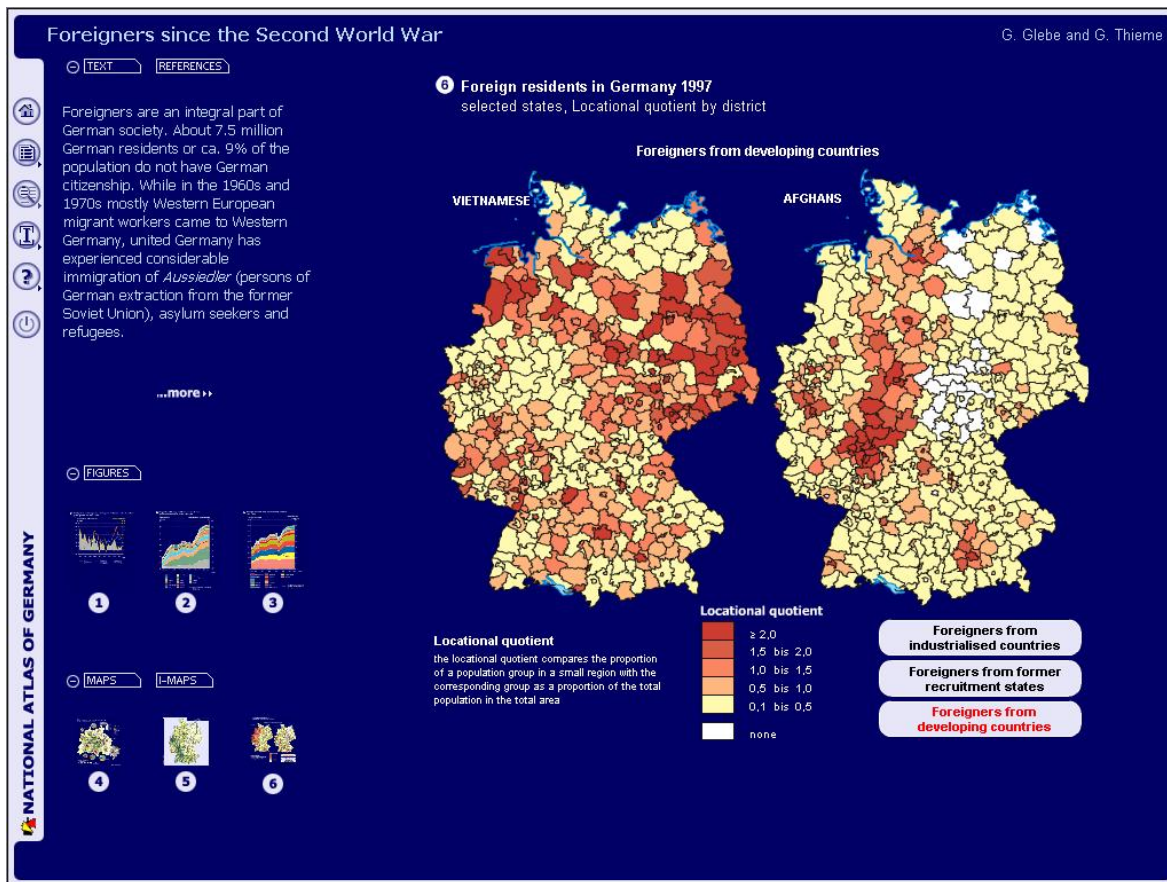 Foreigners since the Second World War
G. Glebe and G. Thieme
TEXT
REFERENCES
Foreigners are an integral part of
German society. About 7.5 million
German residents or ca. 9% of the
population do not have German
citizenship. While in the 1960s and
1970s mostly Western European
migrant workers came to Western
Germany, united Germany has
experienced considerable
immigration of Aussiedler (persons of
German extraction from the former
Soviet Union), asylum seekers and
refugees.
...more
FIGURES
1
2
3
MAPS
I-MAPS
4
5
6
NATIONAL ATLAS OF GERMANY
6 Foreign residents in Germany 1997
selected states, Locational quotient by district
Foreigners from developing countries
VIETNAMESE
AFGHANS
Locational quotient
the locational quotient compares the proportion
of a population group in a small region with the
corresponding group as a proportion of the total
population in the total area
Locational quotient
≥ 2,0
1,5 bis 2,0
1,0 bis 1,5
0,5 bis 1,0
0,1 bis 0,5
none
Foreigners from
industrialised countries
Foreigners from former
recruitment states
Foreigners from
developing countries